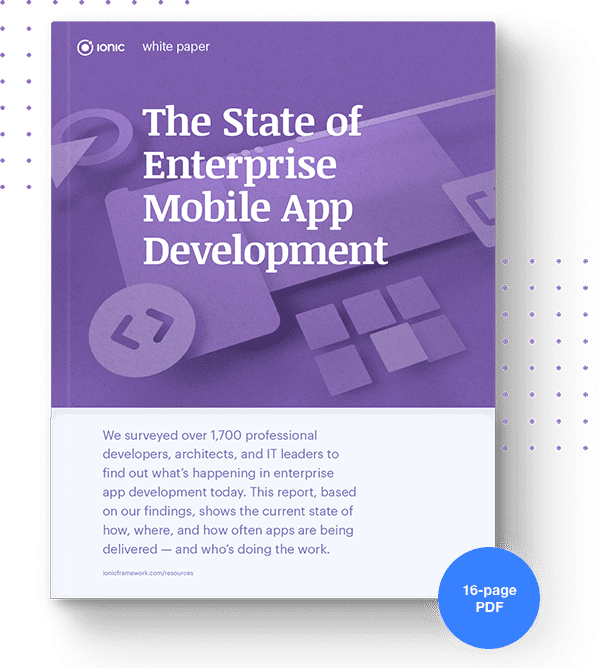 IONIC white paper
The State of
Enterprise
Mobile App
Development
We surveyed over 1,700 professional
developers, architects, and IT leaders to
find out what's happening in enterprise
app development today. This report, based
on our findings, shows the current state of
how, where, and how often apps are being
delivered — and who's doing the work.
ionicframework.com/resources
16-page
PDF